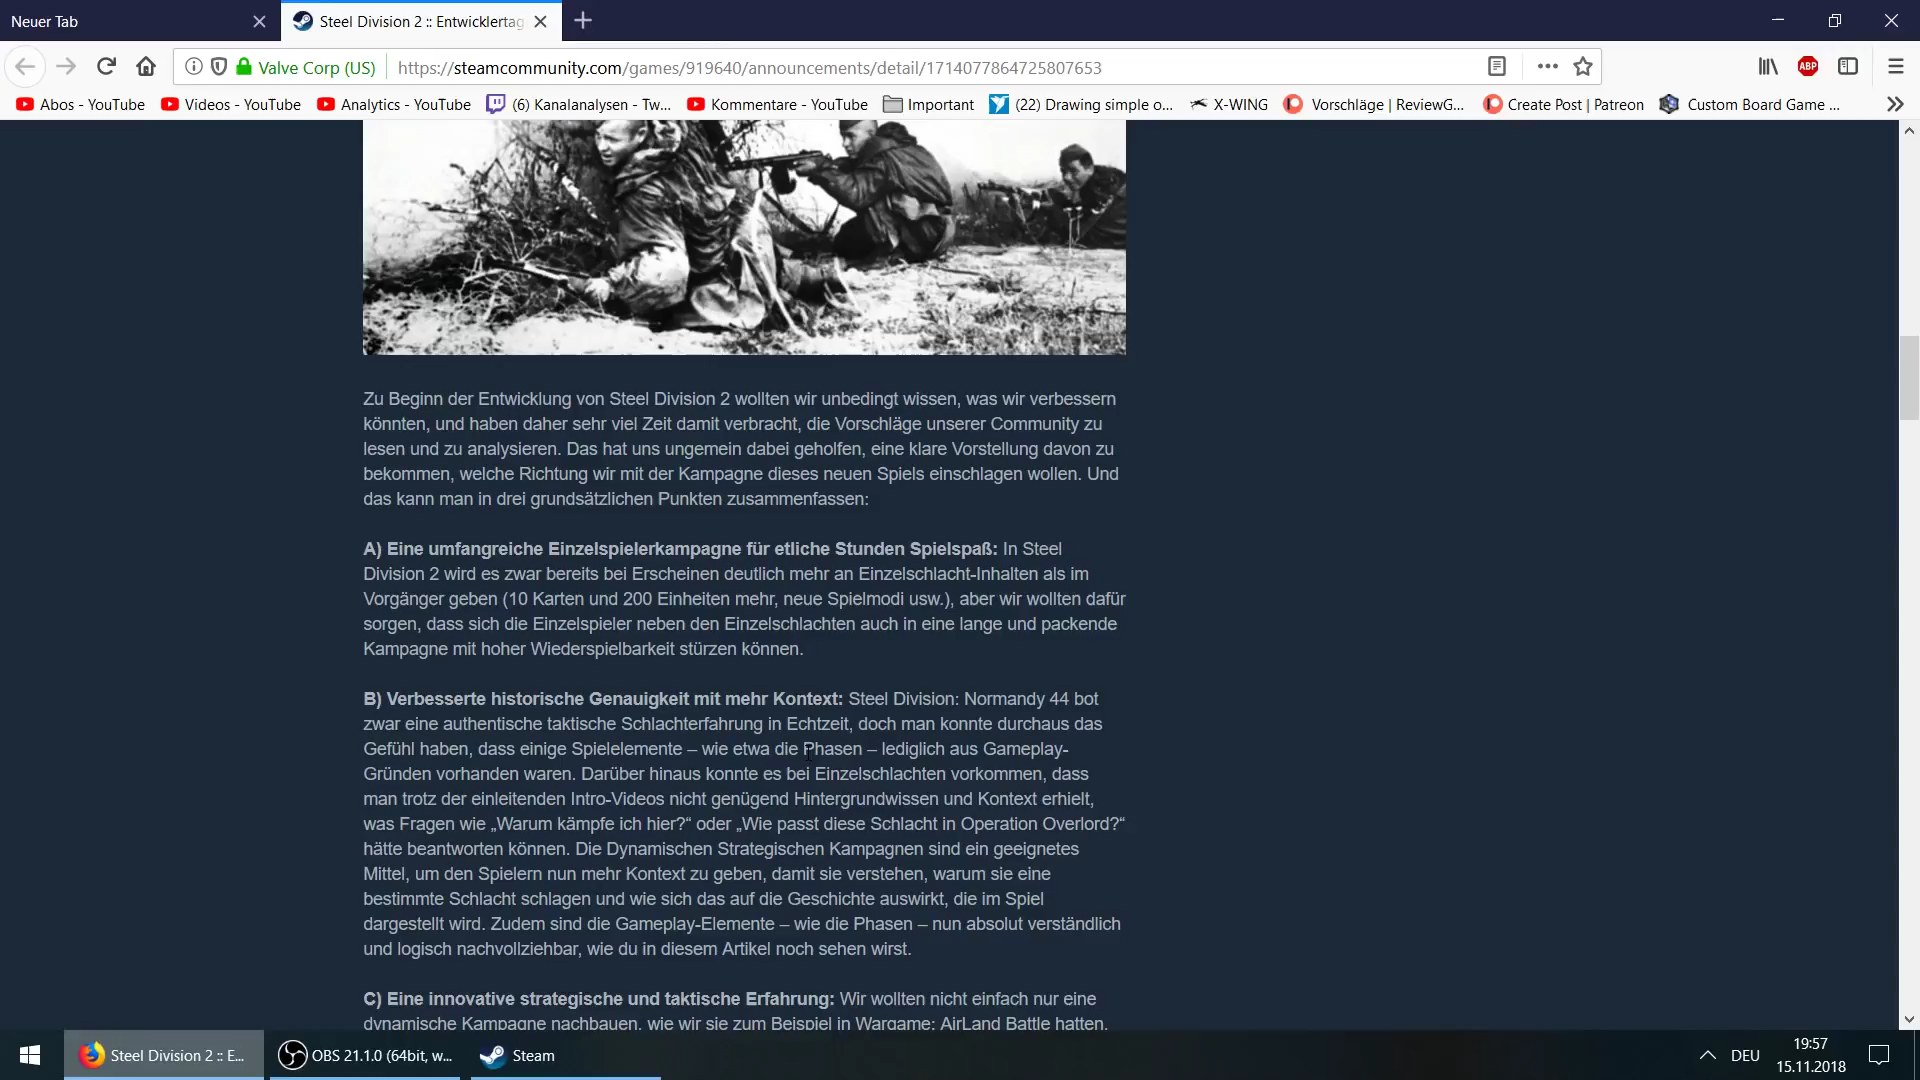 Neuer Tab
Steel Division 2 :: Entwicklertag
Valve Corp (US)
https://steamcommunity.com/games/919640/announcements/detail/1714077864725807653
ABP
Abos - YouTube
Videos - YouTube
Analytics - YouTube
(6) Kanalanalysen - Tw...
Kommentare - YouTube
Important
(22) Drawing simple o...
X-WING
Vorschläge | ReviewG...
Create Post | Patreon
Custom Board Game ...
Zu Beginn der Entwicklung von Steel Division 2 wollten wir unbedingt wissen, was wir verbessern
könnten, und haben daher sehr viel Zeit damit verbracht, die Vorschläge unserer Community zu
lesen und zu analysieren. Das hat uns ungemein dabei geholfen, eine klare Vorstellung davon zu
bekommen, welche Richtung wir mit der Kampagne dieses neuen Spiels einschlagen wollen. Und
das kann man in drei grundsätzlichen Punkten zusammenfassen:
A) Eine umfangreiche Einzelspielerkampagne für etliche Stunden Spielspaß: In Steel
Division 2 wird es zwar bereits bei Erscheinen deutlich mehr an Einzelschlacht-Inhalten als im
Vorgänger geben (10 Karten und 200 Einheiten mehr, neue Spielmodi usw.), aber wir wollten dafür
sorgen, dass sich die Einzelspieler neben den Einzelschlachten auch in eine lange und packende
Kampagne mit hoher Wiederspielbarkeit stürzen können.
B) Verbesserte historische Genauigkeit mit mehr Kontext: Steel Division: Normandy 44 bot
zwar eine authentische taktische Schlachterfahrung in Echtzeit, doch man konnte durchaus das
Gefühl haben, dass einige Spielelemente – wie etwa die Phasen – lediglich aus Gameplay-
Gründen vorhanden waren. Darüber hinaus konnte es bei Einzelschlachten vorkommen, dass
man trotz der einleitenden Intro-Videos nicht genügend Hintergrundwissen und Kontext erhielt,
was Fragen wie „Warum kämpfe ich hier?“ oder „Wie passt diese Schlacht in Operation Overlord?“
hätte beantworten können. Die Dynamischen Strategischen Kampagnen sind ein geeignetes
Mittel, um den Spielern nun mehr Kontext zu geben, damit sie verstehen, warum sie eine
bestimmte Schlacht schlagen und wie sich das auf die Geschichte auswirkt, die im Spiel
dargestellt wird. Zudem sind die Gameplay-Elemente – wie die Phasen – nun absolut verständlich
und logisch nachvollziehbar, wie du in diesem Artikel noch sehen wirst.
C) Eine innovative strategische und taktische Erfahrung: Wir wollten nicht einfach nur eine
dynamische Kampagne nachbauen, wie wir sie zum Beispiel in Wargame: AirLand Battle hatten,
Steel Division 2 :: E...
OBS 21.1.0 (64bit, w...
Steam
DEU
19:57
15.11.2018